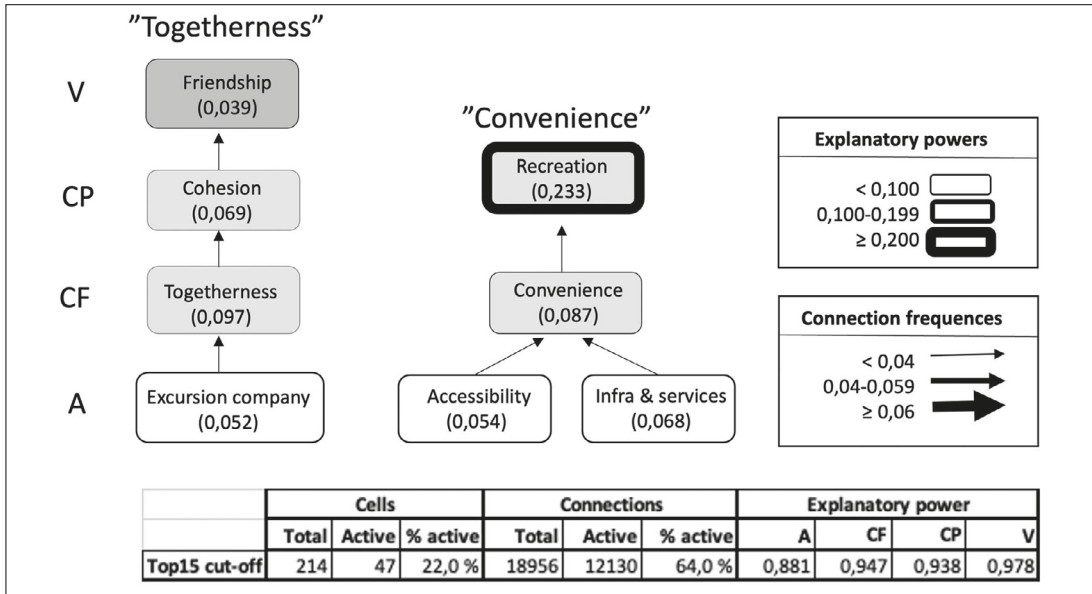 ”Togetherness”
V
Friendship
(0,039)
”Convenience”
CP
Cohesion
(0,069)
Recreation
(0,233)
CF
Togetherness
(0,097)
Convenience
(0,087)
A
Excursion company
(0,052)
Accessibility
(0,054)
Infra & services
(0,068)
Explanatory powers
< 0,100
0,100-0,199
≥ 0,200
Connection frequences
< 0,04
0,04-0,059
≥ 0,06
Cells Connections Explanatory power
Total Active % active Total Active % active A CF CP V
Top15 cut-off 214 47 22,0 % 18956 12130 64,0 % 0,881 0,947 0,938 0,978